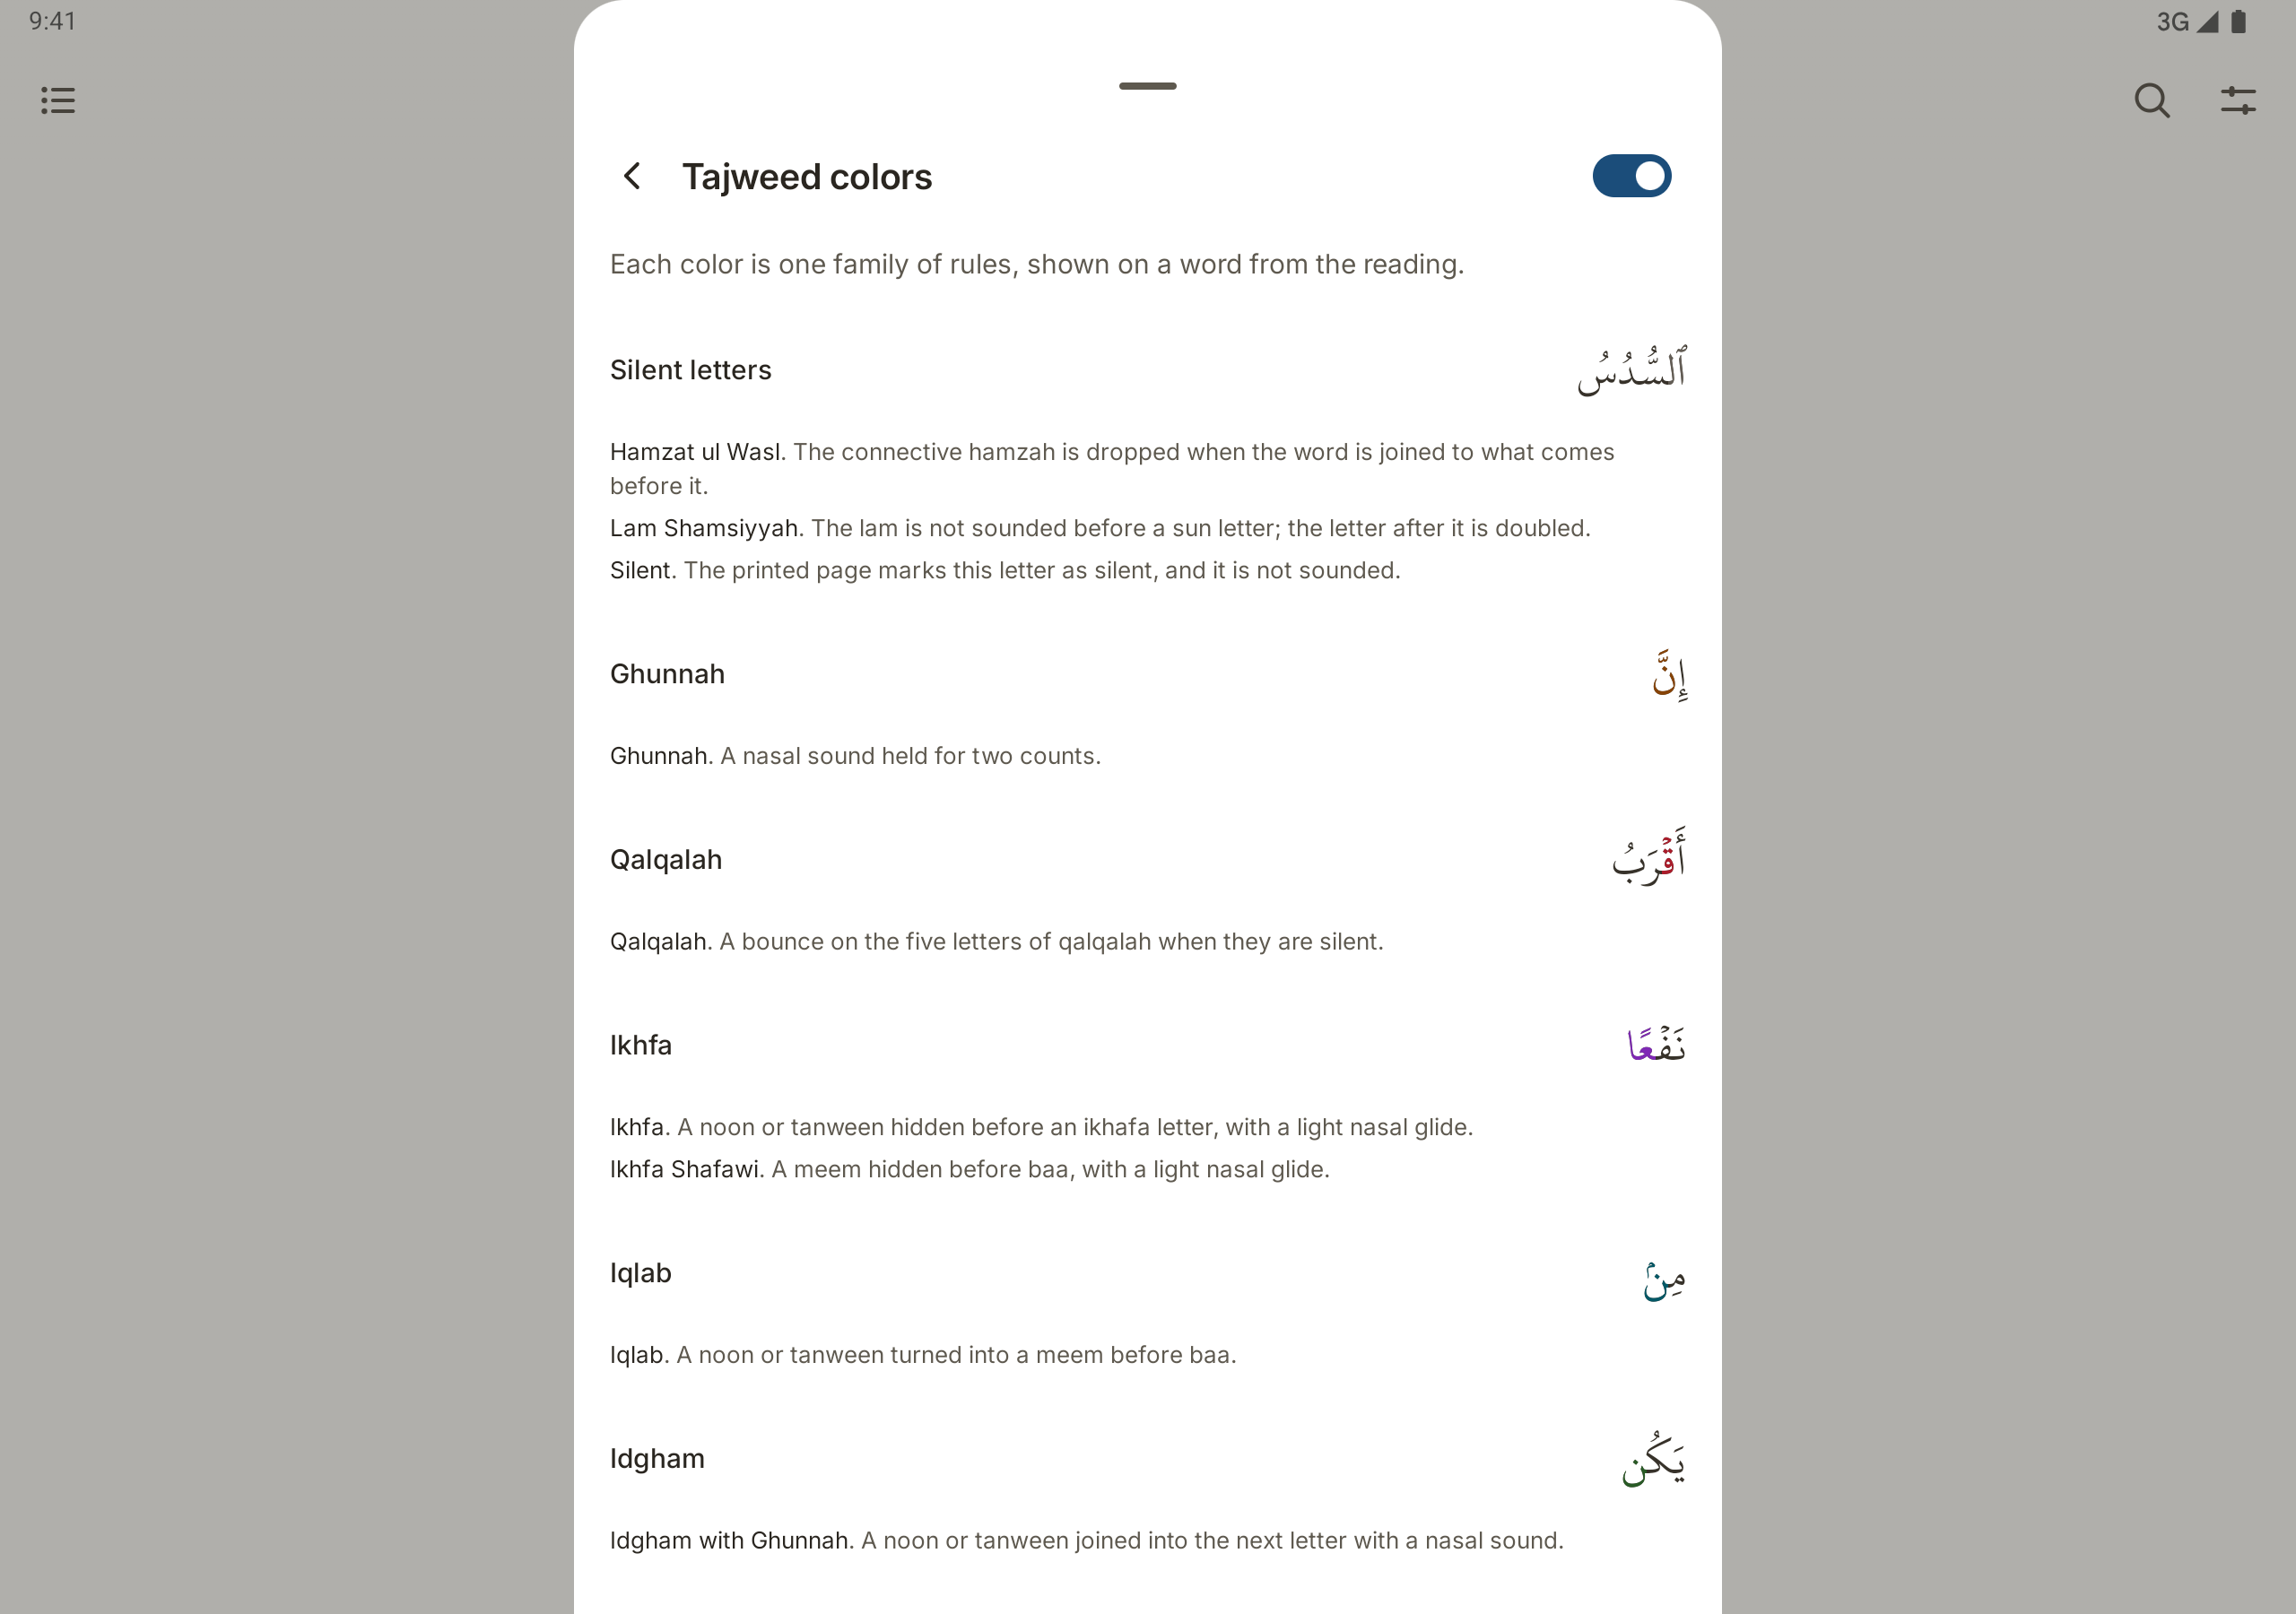 9:41
3G
Tajweed colors
Each color is one family of rules, shown on a word from the reading.
Silent letters
ٱلسُّدُسُ
Hamzat ul Wasl. The connective hamzah is dropped when the word is joined to what comes
before it.
Lam Shamsiyyah. The lam is not sounded before a sun letter; the letter after it is doubled.
Silent. The printed page marks this letter as silent, and it is not sounded.
Ghunnah
إِنَّ
Ghunnah. A nasal sound held for two counts.
Qalqalah
أَقۡرَبُ
Qalqalah. A bounce on the five letters of qalqalah when they are silent.
Ikhfa
نَفۡعًا
Ikhfa. A noon or tanween hidden before an ikhafa letter, with a light nasal glide.
Ikhfa Shafawi. A meem hidden before baa, with a light nasal glide.
Iqlab
مِنۢ
Iqlab. A noon or tanween turned into a meem before baa.
Idgham
يَكُن
Idgham with Ghunnah. A noon or tanween joined into the next letter with a nasal sound.